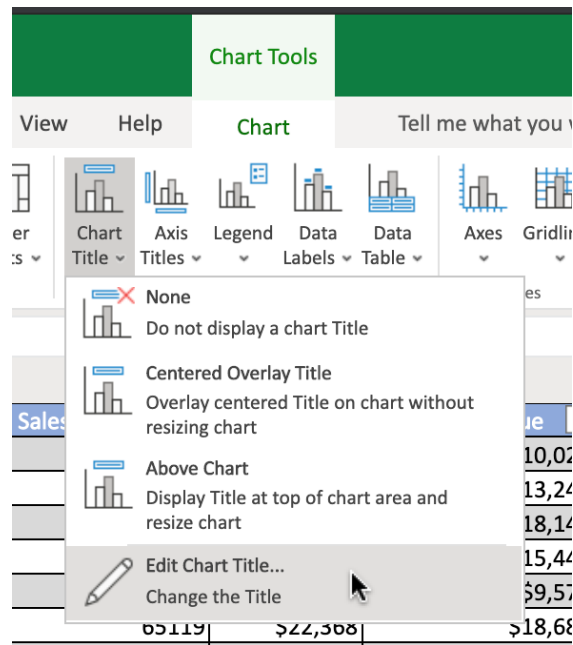 Chart Tools
View Help Chart Tell me what you
Chart Axis Legend Data Data Axes
Title Titles Labels Table
None
Do not display a chart Title
Centered Overlay Title
Overlay centered Title on chart without
resizing chart
Above Chart
Display Title at top of chart area and
resize chart
Edit Chart Title...
Change the Title
Sales
65119 $22,368 $18,68